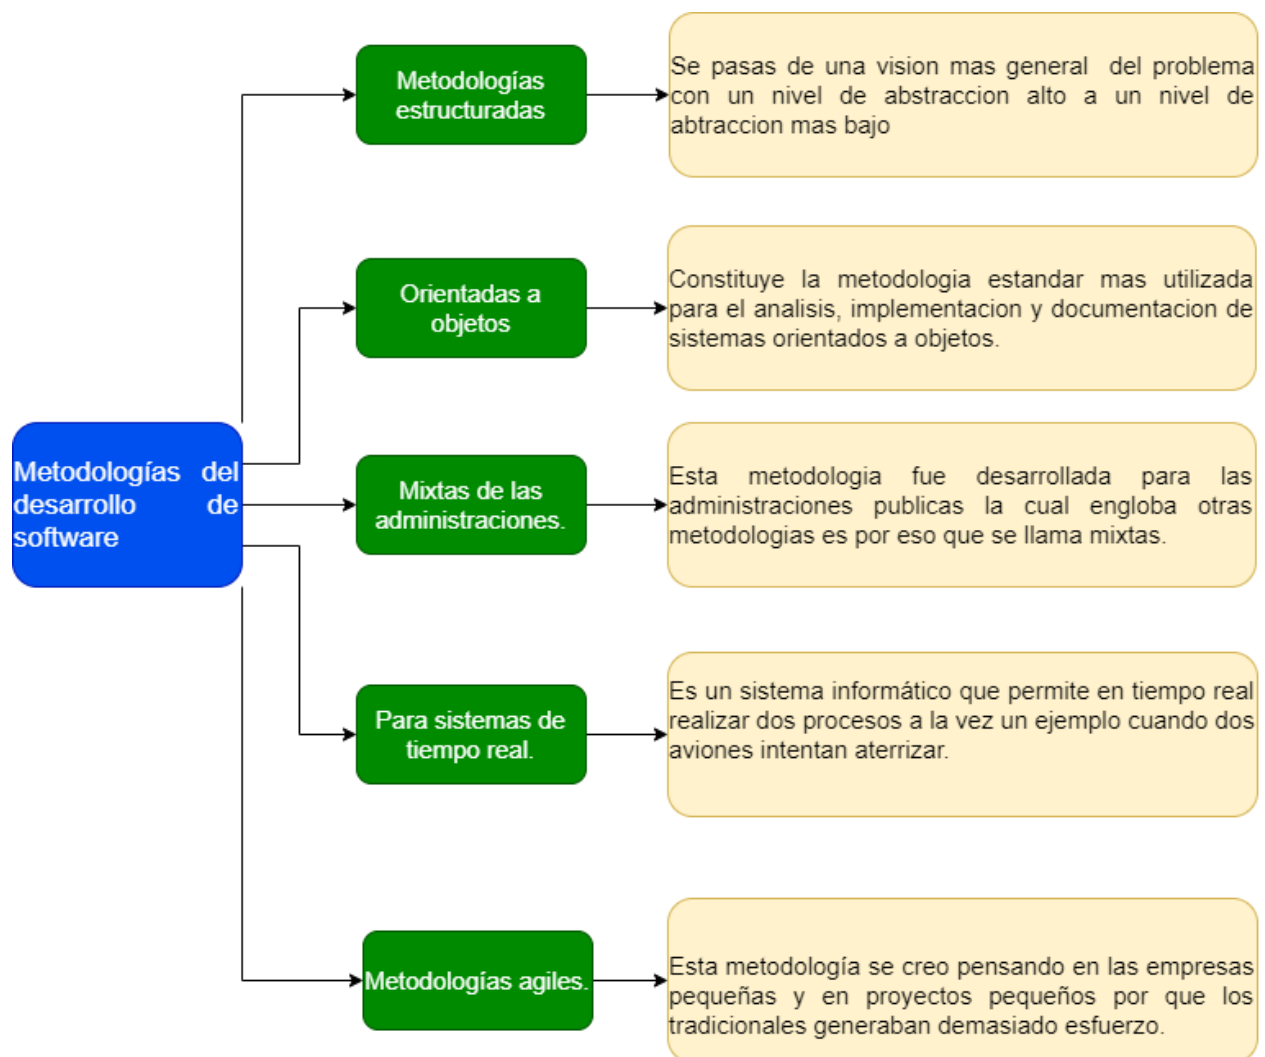 Metodologías del
desarrollo de
software
Metodologías
estructuradas
Se pasas de una vision mas general del problema
con un nivel de abstraccion alto a un nivel de
abtraccion mas bajo
Orientadas a
objetos
Constituye la metodologia estandar mas utilizada
para el analisis, implementacion y documentacion de
sistemas orientados a objetos.
Mixtas de las
administraciones.
Esta metodologia fue desarrollada para las
administraciones publicas la cual engloba otras
metodologias es por eso que se llama mixtas.
Para sistemas de
tiempo real.
Es un sistema informático que permite en tiempo real
realizar dos procesos a la vez un ejemplo cuando dos
aviones intentan aterrizar.
Metodologías agiles.
Esta metodología se creo pensando en las empresas
pequeñas y en proyectos pequeños por que los
tradicionales generaban demasiado esfuerzo.